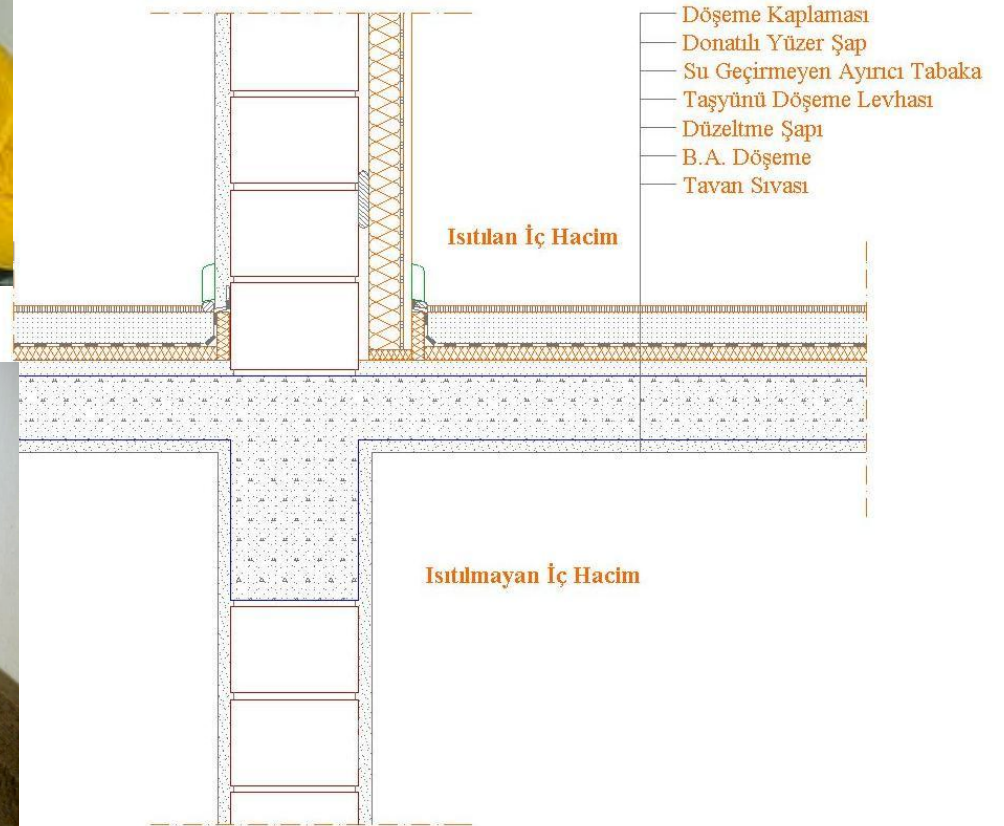 Döşeme Kaplaması
Donatılı Yüzer Şap
Su Geçirmeyen Ayırıcı Tabaka
Taşyünü Döşeme Levhası
Düzeltme Şapı
B.A. Döşeme
Tavan Sıvası
Isıtılan İç Hacim
Isıtılmayan İç Hacim